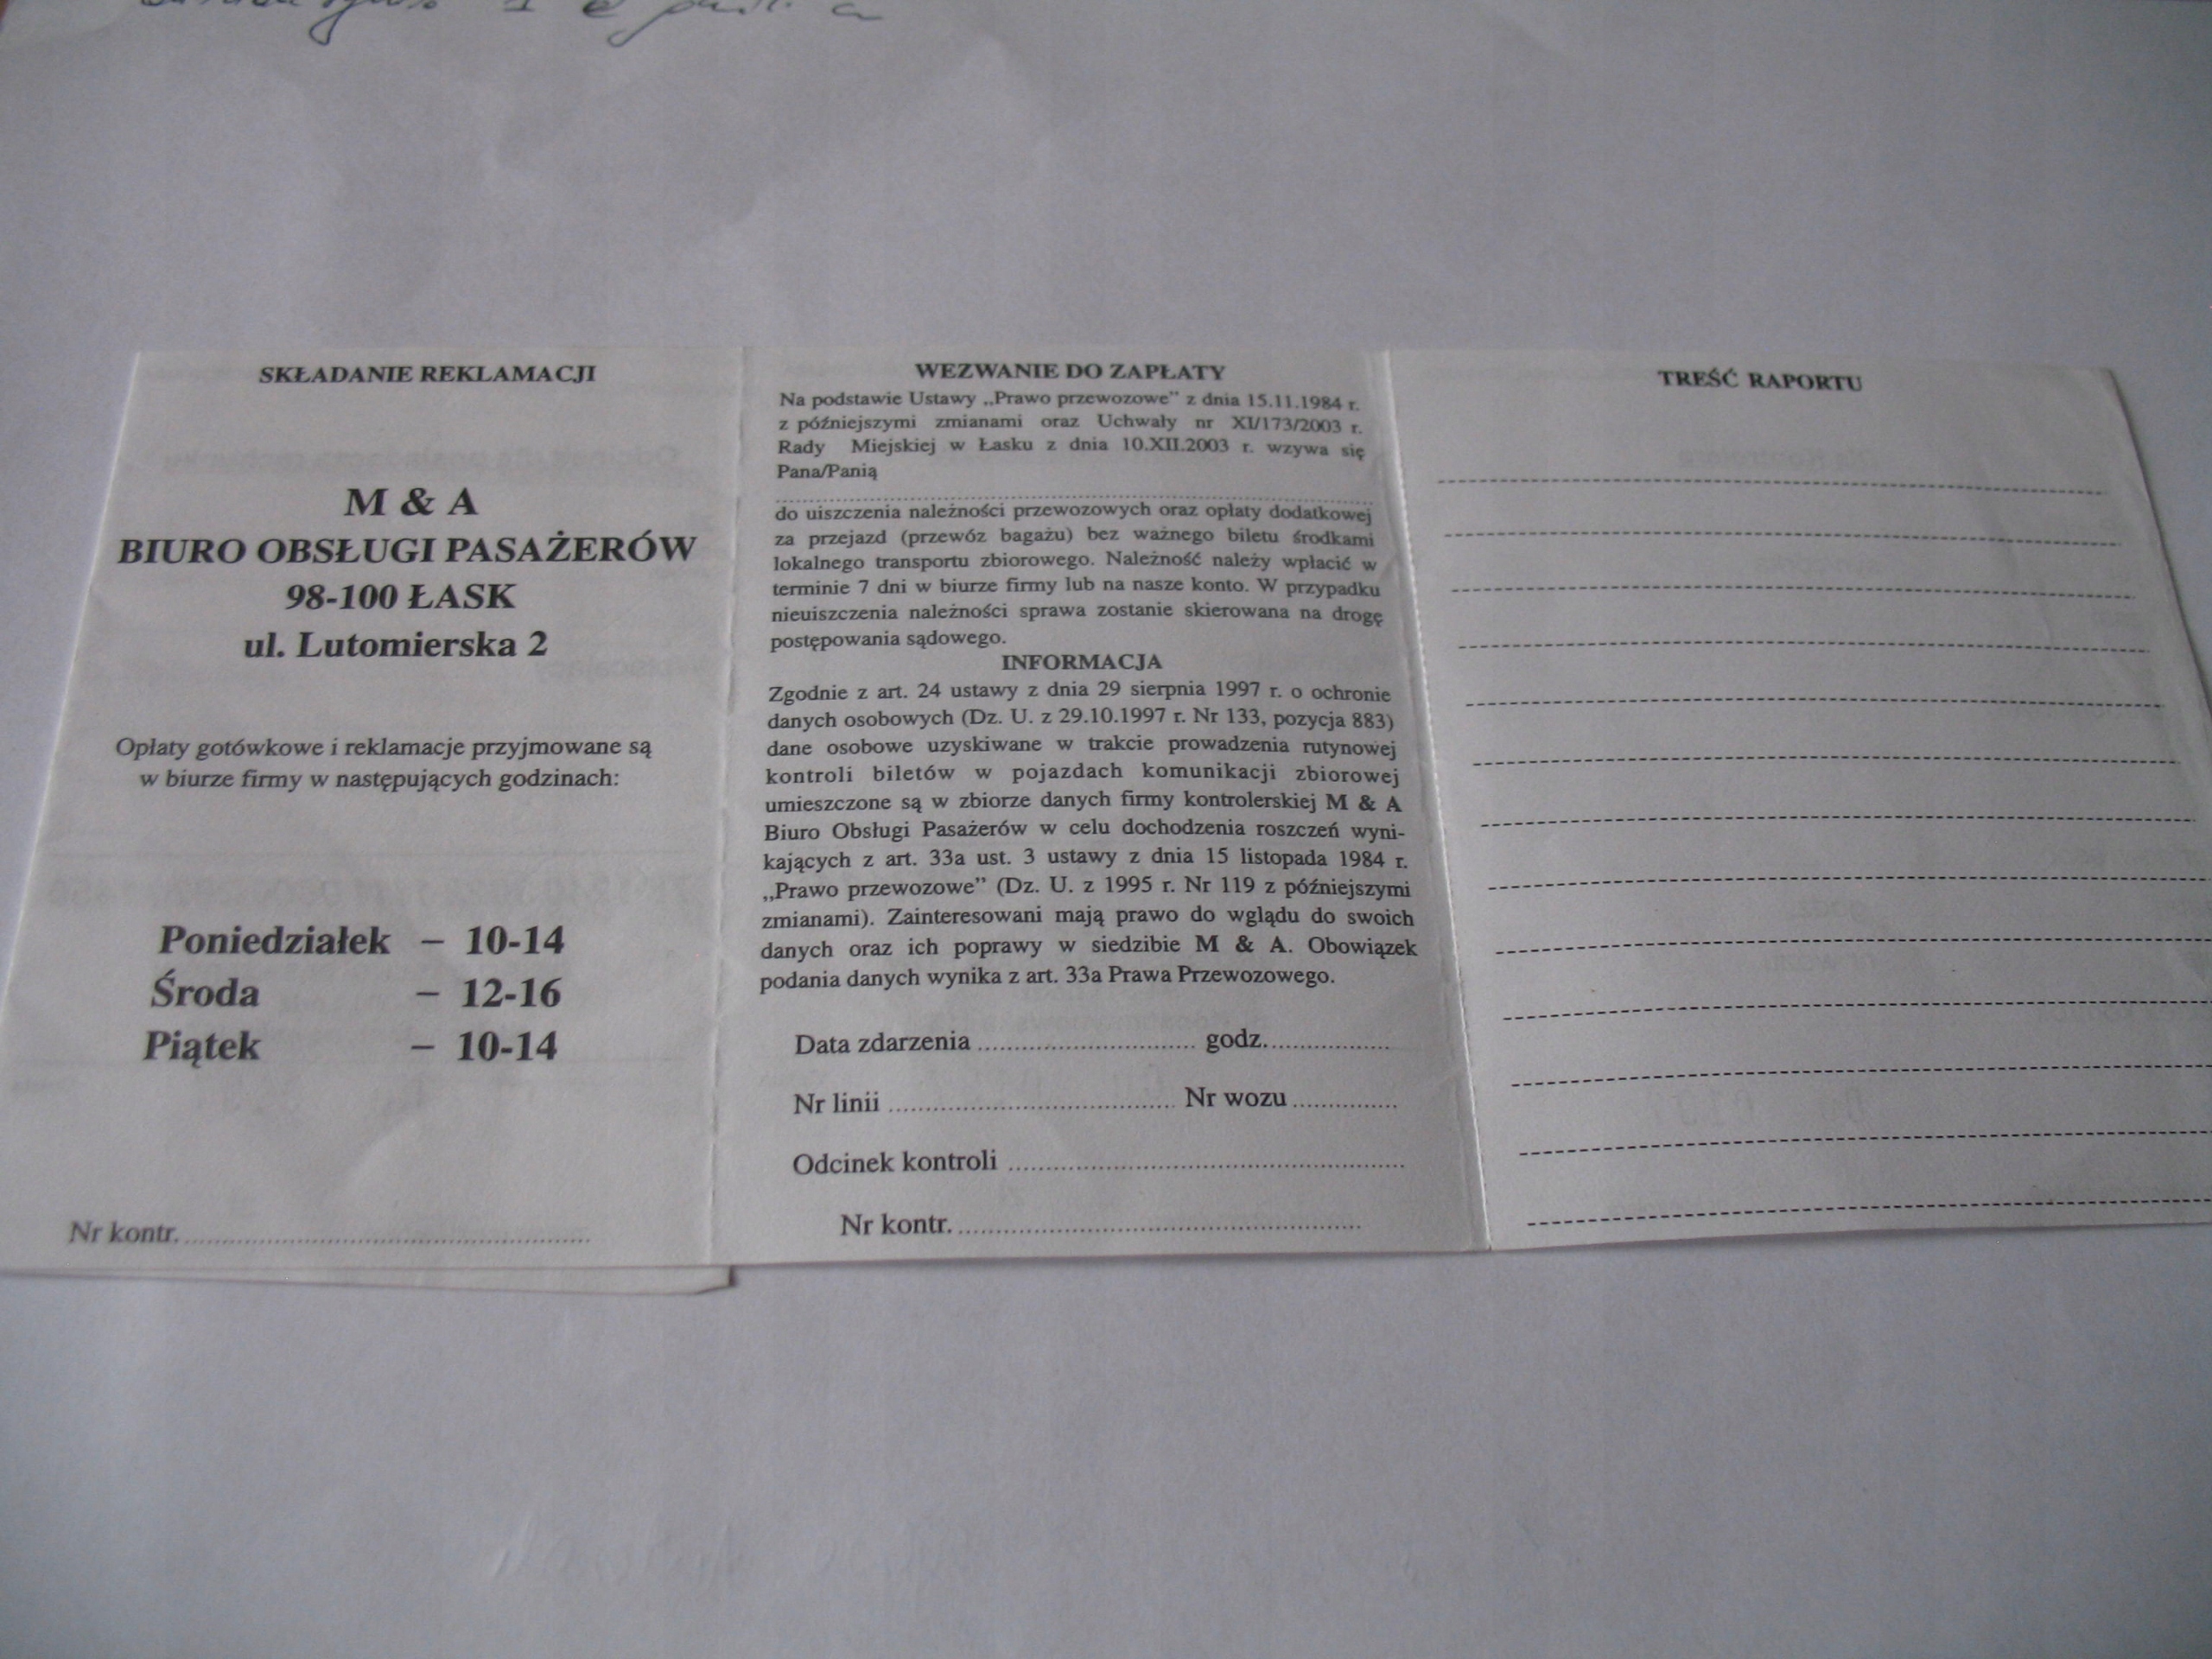 SKŁADANIE REKLAMACJI
M & A
BIURO OBSŁUGI PASAŻERÓW
98-100 ŁASK
ul. Lutomierska 2
Opłaty gotówkowe i reklamacje przyjmowane są
w biurze firmy w następujących godzinach:
Poniedziałek – 10-14
Środa – 12-16
Piątek – 10-14
Nr kontr.
WEZWANIE DO ZAPŁATY
Na podstawie Ustawy „Prawo przewozowe" z dnia 15.11.1984 r.
z późniejszymi zmianami oraz Uchwały nr XI/173/2003 r.
Rady Miejskiej w Łasku z dnia 10.XII.2003 r. wzywa się
Pana/Panią
do uiszczenia należności przewozowych oraz opłaty dodatkowej
za przejazd (przewóz bagażu) bez ważnego biletu środkami
lokalnego transportu zbiorowego. Należność należy wpłacić w
terminie 7 dni w biurze firmy lub na nasze konto. W przypadku
nieuiszczenia należności sprawa zostanie skierowana na drogę
postępowania sądowego.
INFORMACJA
Zgodnie z art. 24 ustawy z dnia 29 sierpnia 1997 r. o ochronie
danych osobowych (Dz. U. z 29.10.1997 r. Nr 133, pozycja 883)
dane osobowe uzyskiwane w trakcie prowadzenia rutynowej
kontroli biletów w pojazdach komunikacji zbiorowej
umieszczone są w zbiorze danych firmy kontrolerskiej M & A
Biuro Obsługi Pasażerów w celu dochodzenia roszczeń wyni-
kających z art. 33a ust. 3 ustawy z dnia 15 listopada 1984 r.
„Prawo przewozowe” (Dz. U. z 1995 r. Nr 119 z późniejszymi
zmianami). Zainteresowani mają prawo do wglądu do swoich
danych oraz ich poprawy w siedzibie M & A. Obowiązek
podania danych wynika z art. 33a Prawa Przewozowego.
Data zdarzenia godz.
Nr linii Nr wozu
Odcinek kontroli
Nr kontr.
TREŚĆ RAPORTU